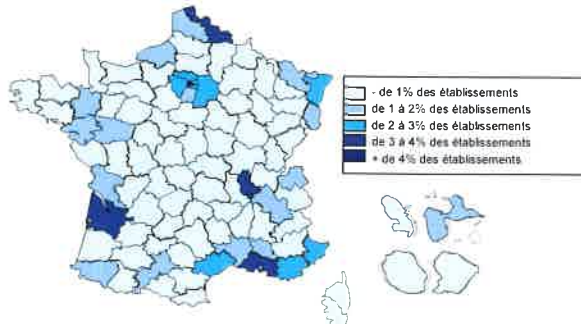 - de 1% des établissements
de 1 à 2% des établissements
de 2 à 3% des établissements
de 3 à 4% des établissements
+ de 4% des établissements